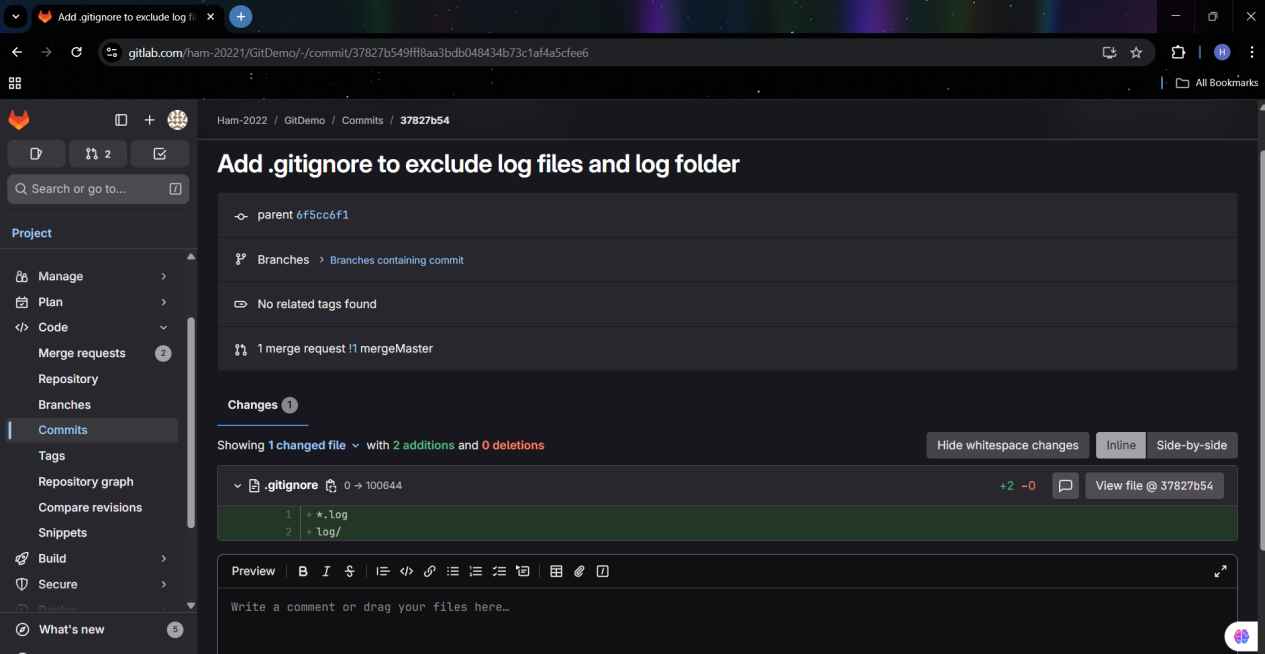 Add .gitignore to exclude log fi
gitlab.com/ham-20221/GitDemo/-/commit/37827b549fff8aa3bdb048434b73c1af4a5cfee6
H
All Bookmarks
2
Search or go to...
/
Project
Manage
Plan
Code
Merge requests 2
Repository
Branches
Commits
Tags
Repository graph
Compare revisions
Snippets
Build
Secure
Deploy
What's new 5
Ham-2022 / GitDemo / Commits / 37827b54
Add .gitignore to exclude log files and log folder
parent 6f5cc6f1
Branches > Branches containing commit
No related tags found
1 merge request !1 mergeMaster
Changes 1
Showing 1 changed file with 2 additions and 0 deletions
Hide whitespace changes
Inline
Side-by-side
.gitignore 0 → 100644
+2 −0
View file @ 37827b54
1 + *.log
2 + log/
Preview
B I S
Write a comment or drag your files here…